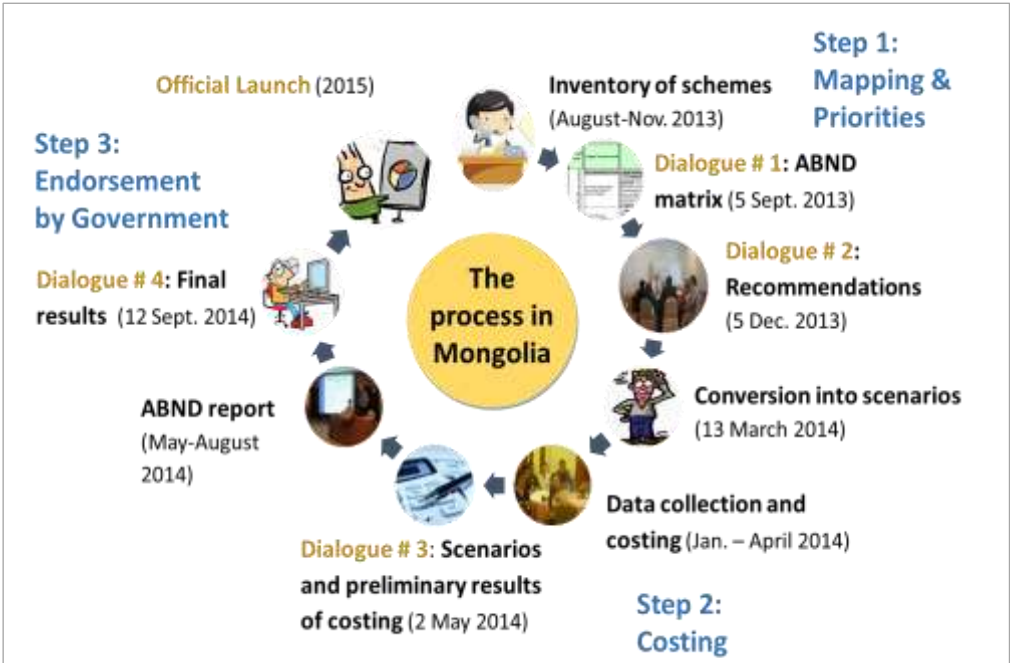 Step 1:
Mapping &
Priorities
Inventory of schemes
(August-Nov. 2013)
Dialogue # 1: ABND
matrix (5 Sept. 2013)
Dialogue # 2:
Recommendations
(5 Dec. 2013)
Conversion into scenarios
(13 March 2014)
Data collection and
costing (Jan. – April 2014)
Step 2:
Costing
Dialogue # 3: Scenarios
and preliminary results
of costing (2 May 2014)
ABND report
(May-August
2014)
Dialogue # 4: Final
results (12 Sept. 2014)
Step 3:
Endorsement
by Government
Official Launch (2015)
The
process in
Mongolia